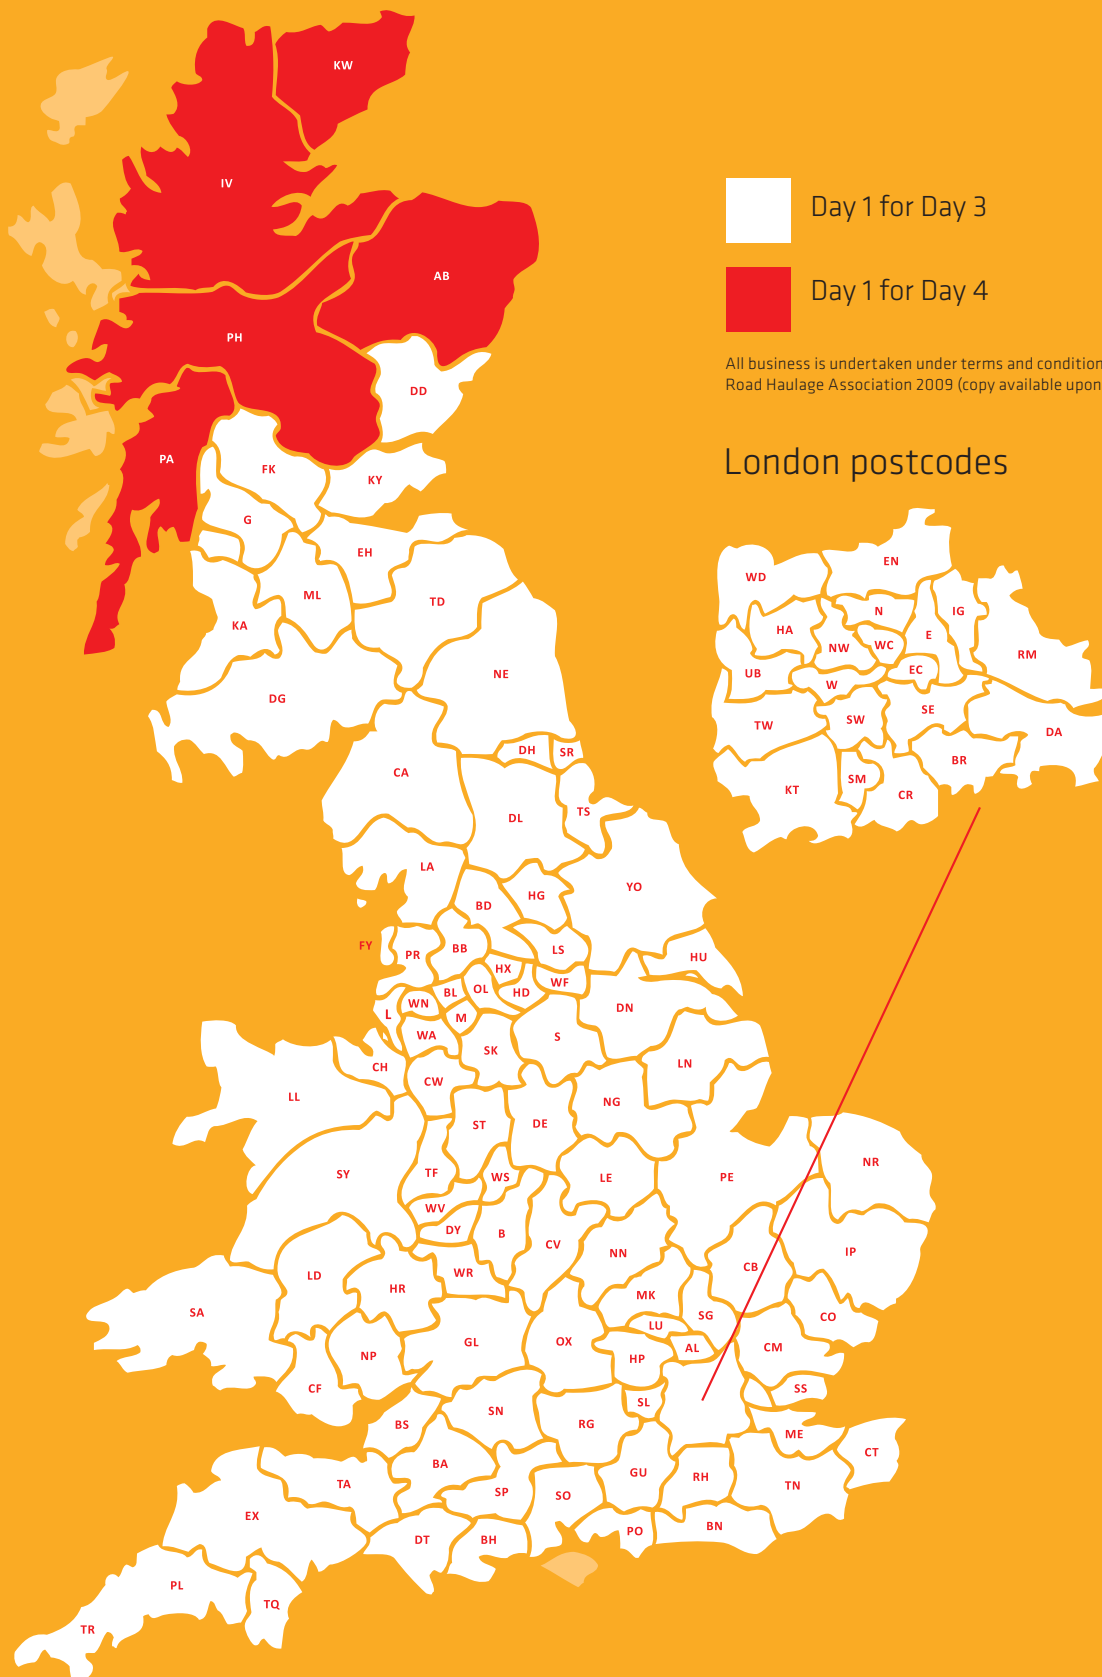 KW
IV
Day 1 for Day 3
AB
Day 1 for Day 4
PH
All business is undertaken under terms and condition
Road Haulage Association 2009 (copy available upon
DD
PA
London postcodes
FK
KY
G
EH
ML
TD
KA
NE
DG
WD
EN
N
IG
HA
NW
WC
E
RM
UB
W
EC
TW
SW
SE
DA
BR
KT
SM
CR
DH
SR
CA
TS
DL
LA
YO
HG
BD
FY
PR
BB
LS
HU
HX
WF
BL
OL
HD
WN
L
M
DN
WA
SK
S
CH
CW
LN
LL
NG
ST
DE
SY
TF
WS
LE
PE
NR
WV
DY
B
CV
NN
CB
IP
LD
WR
HR
MK
SA
SG
CO
LU
NP
GL
OX
HP
AL
CM
CF
SL
SS
BS
SN
RG
ME
CT
BA
TA
SP
SO
GU
RH
TN
EX
DT
BH
PO
BN
PL
TQ
TR